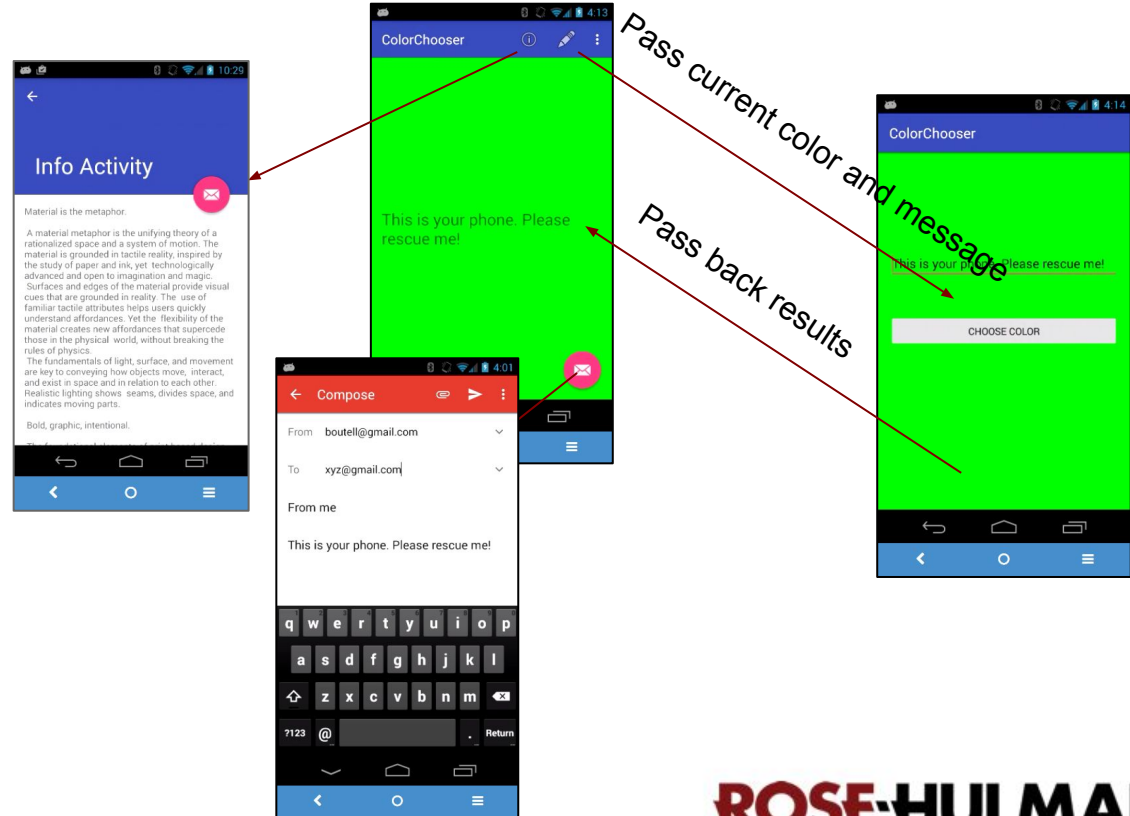 10:29
Info Activity
Material is the metaphor.
A material metaphor is the unifying theory of a
rationalized space and a system of motion. The
material is grounded in tactile reality, inspired by
the study of paper and ink, yet technologically
advanced and open to imagination and magic.
Surfaces and edges of the material provide visual
cues that are grounded in reality. The use of
familiar tactile attributes helps users quickly
understand affordances. Yet the flexibility of the
material creates new affordances that supercede
those in the physical world, without breaking the
rules of physics.
The fundamentals of light, surface, and movement
are key to conveying how objects move, interact,
and exist in space and in relation to each other.
Realistic lighting shows seams, divides space, and
indicates moving parts.
Bold, graphic, intentional.
4:13
ColorChooser
This is your phone. Please
rescue me!
Pass current color and message
Pass back results
4:14
ColorChooser
This is your phone. Please rescue me!
CHOOSE COLOR
4:01
Compose
From boutell@gmail.com
To xyz@gmail.com
From me
This is your phone. Please rescue me!
q w e r t y u i o p
a s d f g h j k l
z x c v b n m
?123 @ . Return
ROSE-HULMA